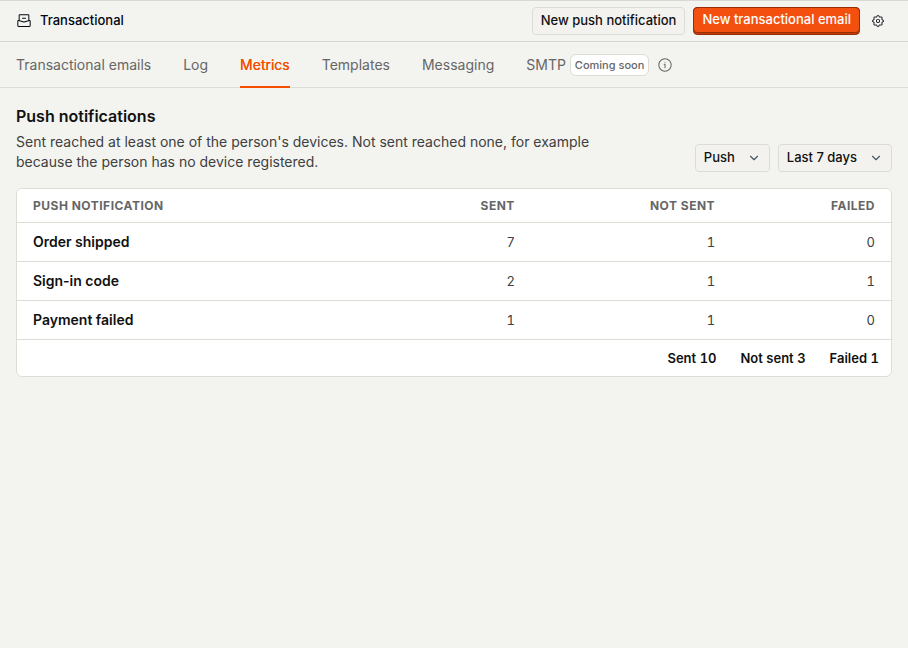 Transactional
New push notification
New transactional email
Transactional emails
Log
Metrics
Templates
Messaging
SMTP Coming soon
Push notifications
Sent reached at least one of the person's devices. Not sent reached none, for example
because the person has no device registered.
Push
Last 7 days
PUSH NOTIFICATION SENT NOT SENT FAILED
Order shipped 7 1 0
Sign-in code 2 1 1
Payment failed 1 1 0
Sent 10 Not sent 3 Failed 1